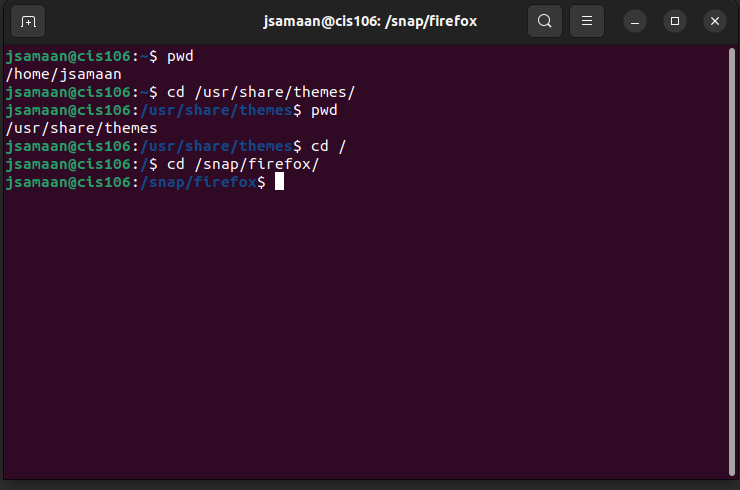 jsamaan@cis106: /snap/firefox
jsamaan@cis106:~$ pwd
/home/jsamaan
jsamaan@cis106:~$ cd /usr/share/themes/
jsamaan@cis106:/usr/share/themes$ pwd
/usr/share/themes
jsamaan@cis106:/usr/share/themes$ cd /
jsamaan@cis106:/$ cd /snap/firefox/
jsamaan@cis106:/snap/firefox$